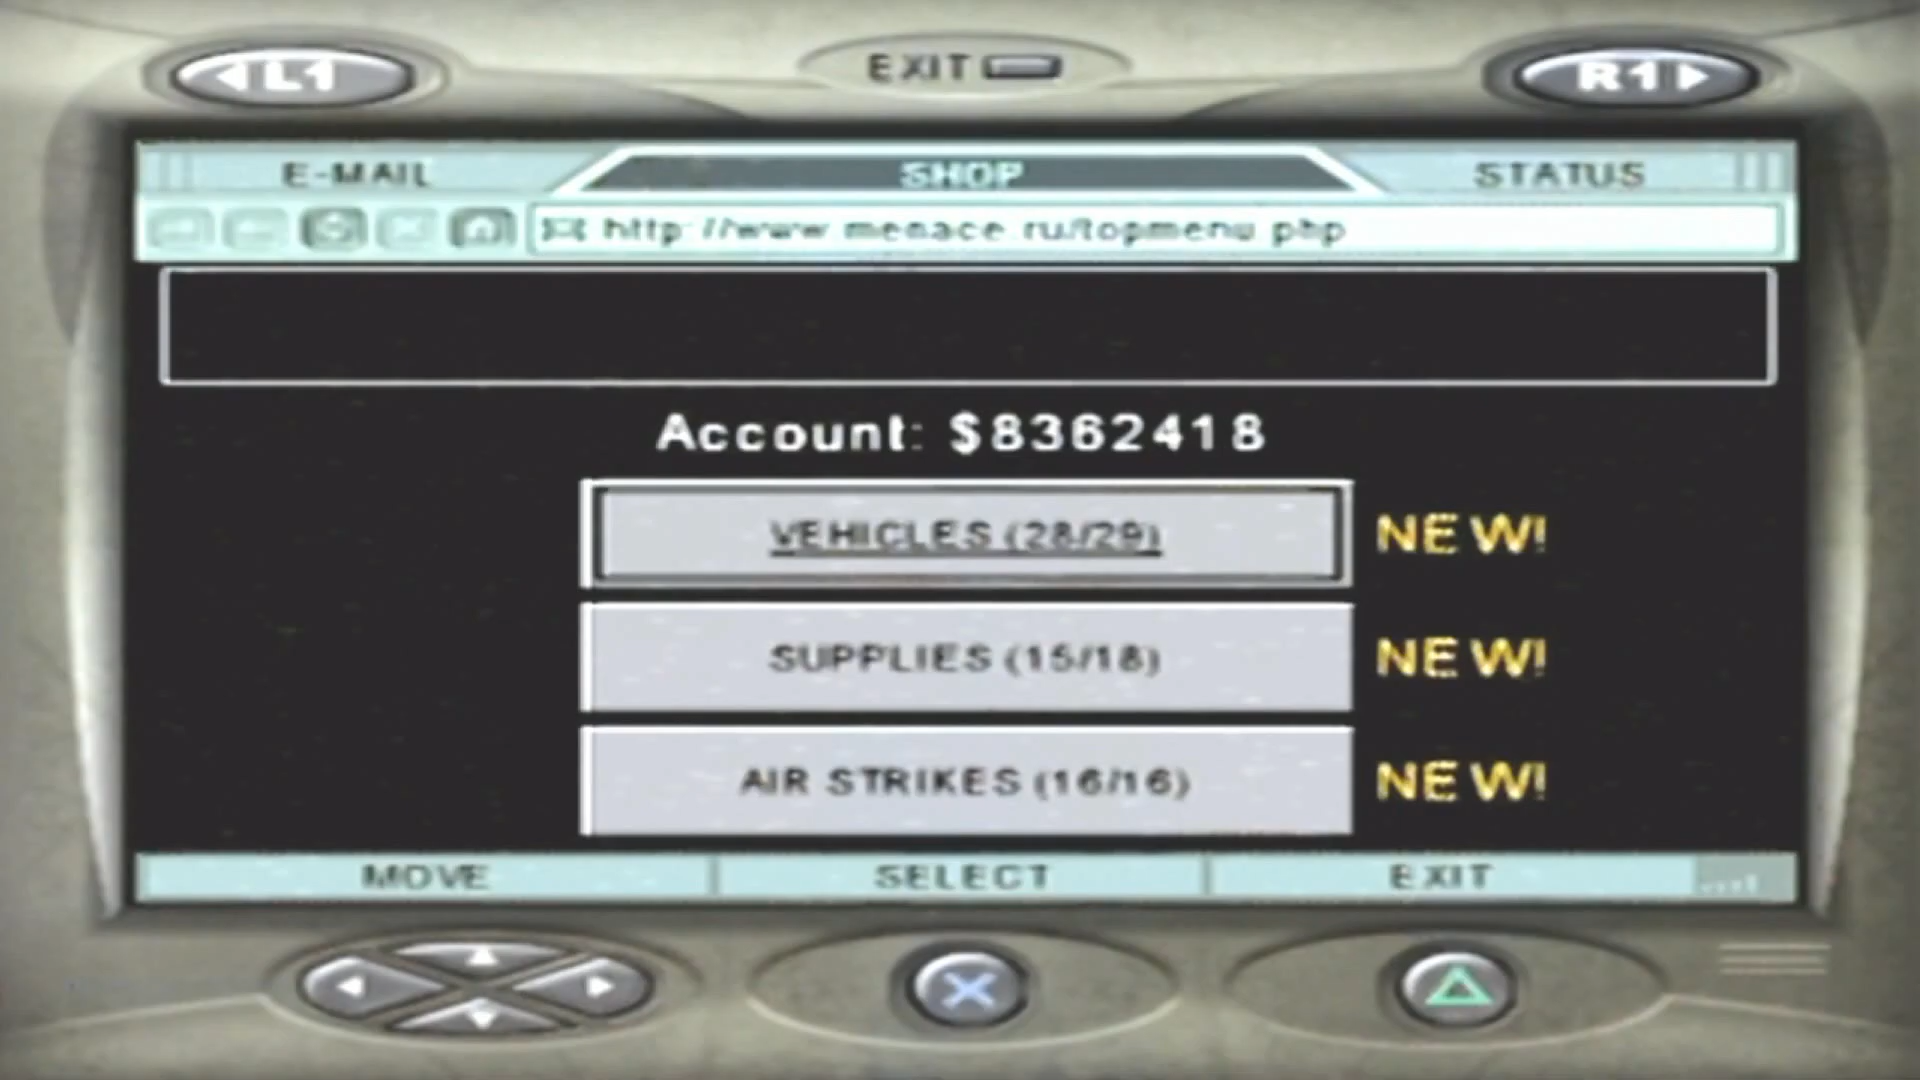 L1
EXIT
R1
E-MAIL
SHOP
STATUS
http://www.menace.ru/topmenu.php
Account: $8362418
VEHICLES (28/29)
NEW!
SUPPLIES (15/18)
NEW!
AIR STRIKES (16/16)
NEW!
MOVE
SELECT
EXIT